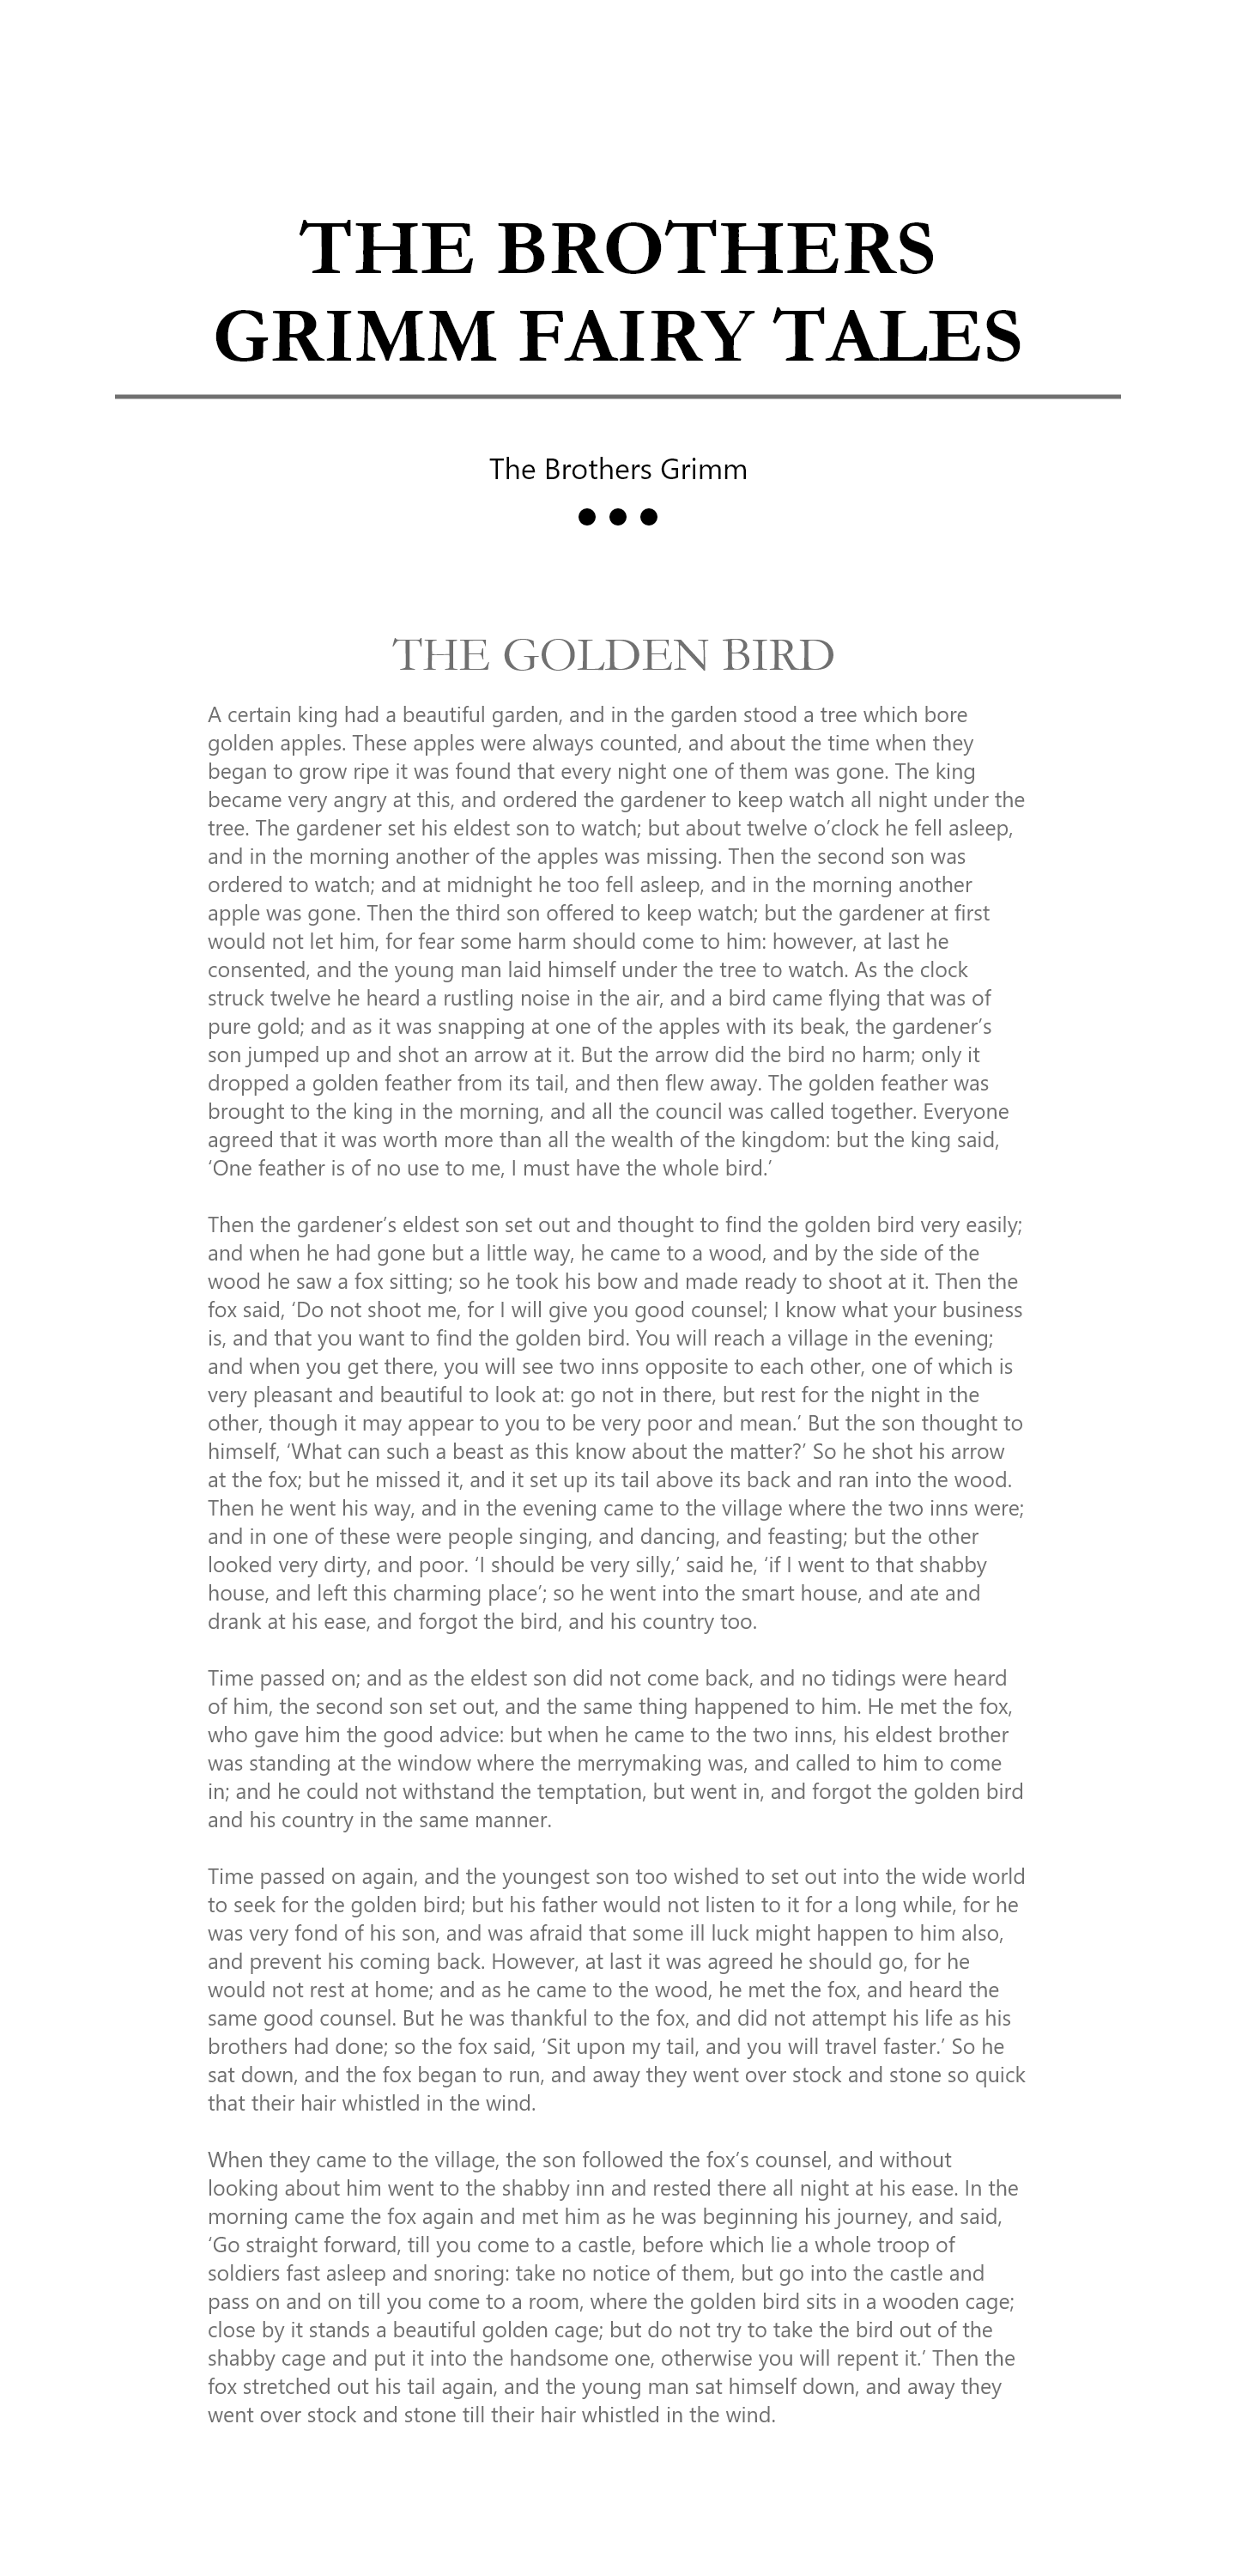 THE BROTHERS
GRIMM FAIRY TALES
The Brothers Grimm
•••
THE GOLDEN BIRD
A certain king had a beautiful garden, and in the garden stood a tree which bore
golden apples. These apples were always counted, and about the time when they
began to grow ripe it was found that every night one of them was gone. The king
became very angry at this, and ordered the gardener to keep watch all night under the
tree. The gardener set his eldest son to watch; but about twelve o’clock he fell asleep,
and in the morning another of the apples was missing. Then the second son was
ordered to watch; and at midnight he too fell asleep, and in the morning another
apple was gone. Then the third son offered to keep watch; but the gardener at first
would not let him, for fear some harm should come to him: however, at last he
consented, and the young man laid himself under the tree to watch. As the clock
struck twelve he heard a rustling noise in the air, and a bird came flying that was of
pure gold; and as it was snapping at one of the apples with its beak, the gardener’s
son jumped up and shot an arrow at it. But the arrow did the bird no harm; only it
dropped a golden feather from its tail, and then flew away. The golden feather was
brought to the king in the morning, and all the council was called together. Everyone
agreed that it was worth more than all the wealth of the kingdom: but the king said,
‘One feather is of no use to me, I must have the whole bird.’
Then the gardener’s eldest son set out and thought to find the golden bird very easily;
and when he had gone but a little way, he came to a wood, and by the side of the
wood he saw a fox sitting; so he took his bow and made ready to shoot at it. Then the
fox said, ‘Do not shoot me, for I will give you good counsel; I know what your business
is, and that you want to find the golden bird. You will reach a village in the evening;
and when you get there, you will see two inns opposite to each other, one of which is
very pleasant and beautiful to look at: go not in there, but rest for the night in the
other, though it may appear to you to be very poor and mean.’ But the son thought to
himself, ‘What can such a beast as this know about the matter?’ So he shot his arrow
at the fox; but he missed it, and it set up its tail above its back and ran into the wood.
Then he went his way, and in the evening came to the village where the two inns were;
and in one of these were people singing, and dancing, and feasting; but the other
looked very dirty, and poor. ‘I should be very silly,’ said he, ‘if I went to that shabby
house, and left this charming place’; so he went into the smart house, and ate and
drank at his ease, and forgot the bird, and his country too.
Time passed on; and as the eldest son did not come back, and no tidings were heard
of him, the second son set out, and the same thing happened to him. He met the fox,
who gave him the good advice: but when he came to the two inns, his eldest brother
was standing at the window where the merrymaking was, and called to him to come
in; and he could not withstand the temptation, but went in, and forgot the golden bird
and his country in the same manner.
Time passed on again, and the youngest son too wished to set out into the wide world
to seek for the golden bird; but his father would not listen to it for a long while, for he
was very fond of his son, and was afraid that some ill luck might happen to him also,
and prevent his coming back. However, at last it was agreed he should go, for he
would not rest at home; and as he came to the wood, he met the fox, and heard the
same good counsel. But he was thankful to the fox, and did not attempt his life as his
brothers had done; so the fox said, ‘Sit upon my tail, and you will travel faster.’ So he
sat down, and the fox began to run, and away they went over stock and stone so quick
that their hair whistled in the wind.
When they came to the village, the son followed the fox’s counsel, and without
looking about him went to the shabby inn and rested there all night at his ease. In the
morning came the fox again and met him as he was beginning his journey, and said,
‘Go straight forward, till you come to a castle, before which lie a whole troop of
soldiers fast asleep and snoring: take no notice of them, but go into the castle and
pass on and on till you come to a room, where the golden bird sits in a wooden cage;
close by it stands a beautiful golden cage; but do not try to take the bird out of the
shabby cage and put it into the handsome one, otherwise you will repent it.’ Then the
fox stretched out his tail again, and the young man sat himself down, and away they
went over stock and stone till their hair whistled in the wind.